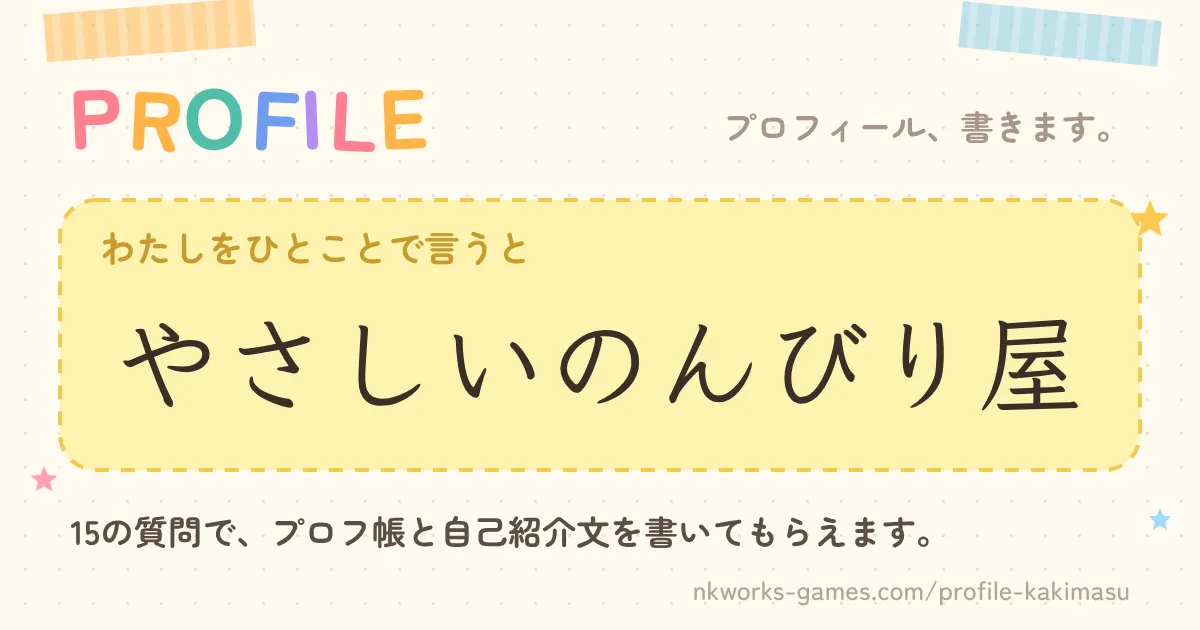 PROFILE
プロフィール、書きます。
わたしをひとことで言うと
やさしいのんびり屋
15の質問で、プロフ帳と自己紹介文を書いてもらえます。
nkworks-games.com/profile-kakimasu